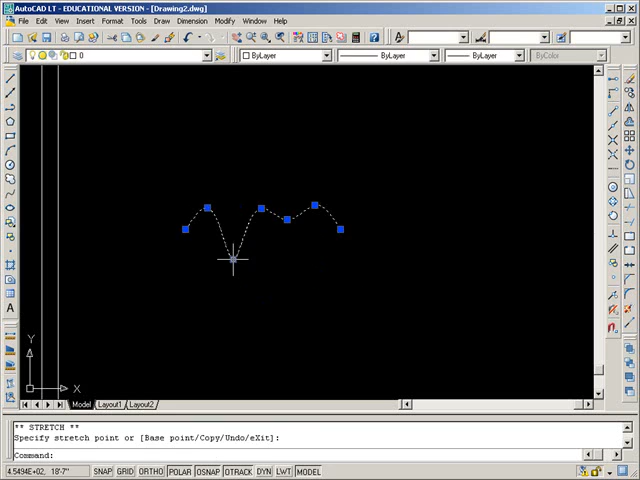 AutoCAD LT - EDUCATIONAL VERSION - [Drawing2.dwg]
File Edit View Insert Format Tools Draw Dimension Modify Window Help
0 ByLayer ByLayer ByLayer ByColor
A
Y
X
Model Layout1 Layout2
** STRETCH **
Specify stretch point or [Base point/Copy/Undo/eXit]:
Command:
4.5494E+02, 18'-7" SNAP GRID ORTHO POLAR OSNAP OTRACK DYN LWT MODEL